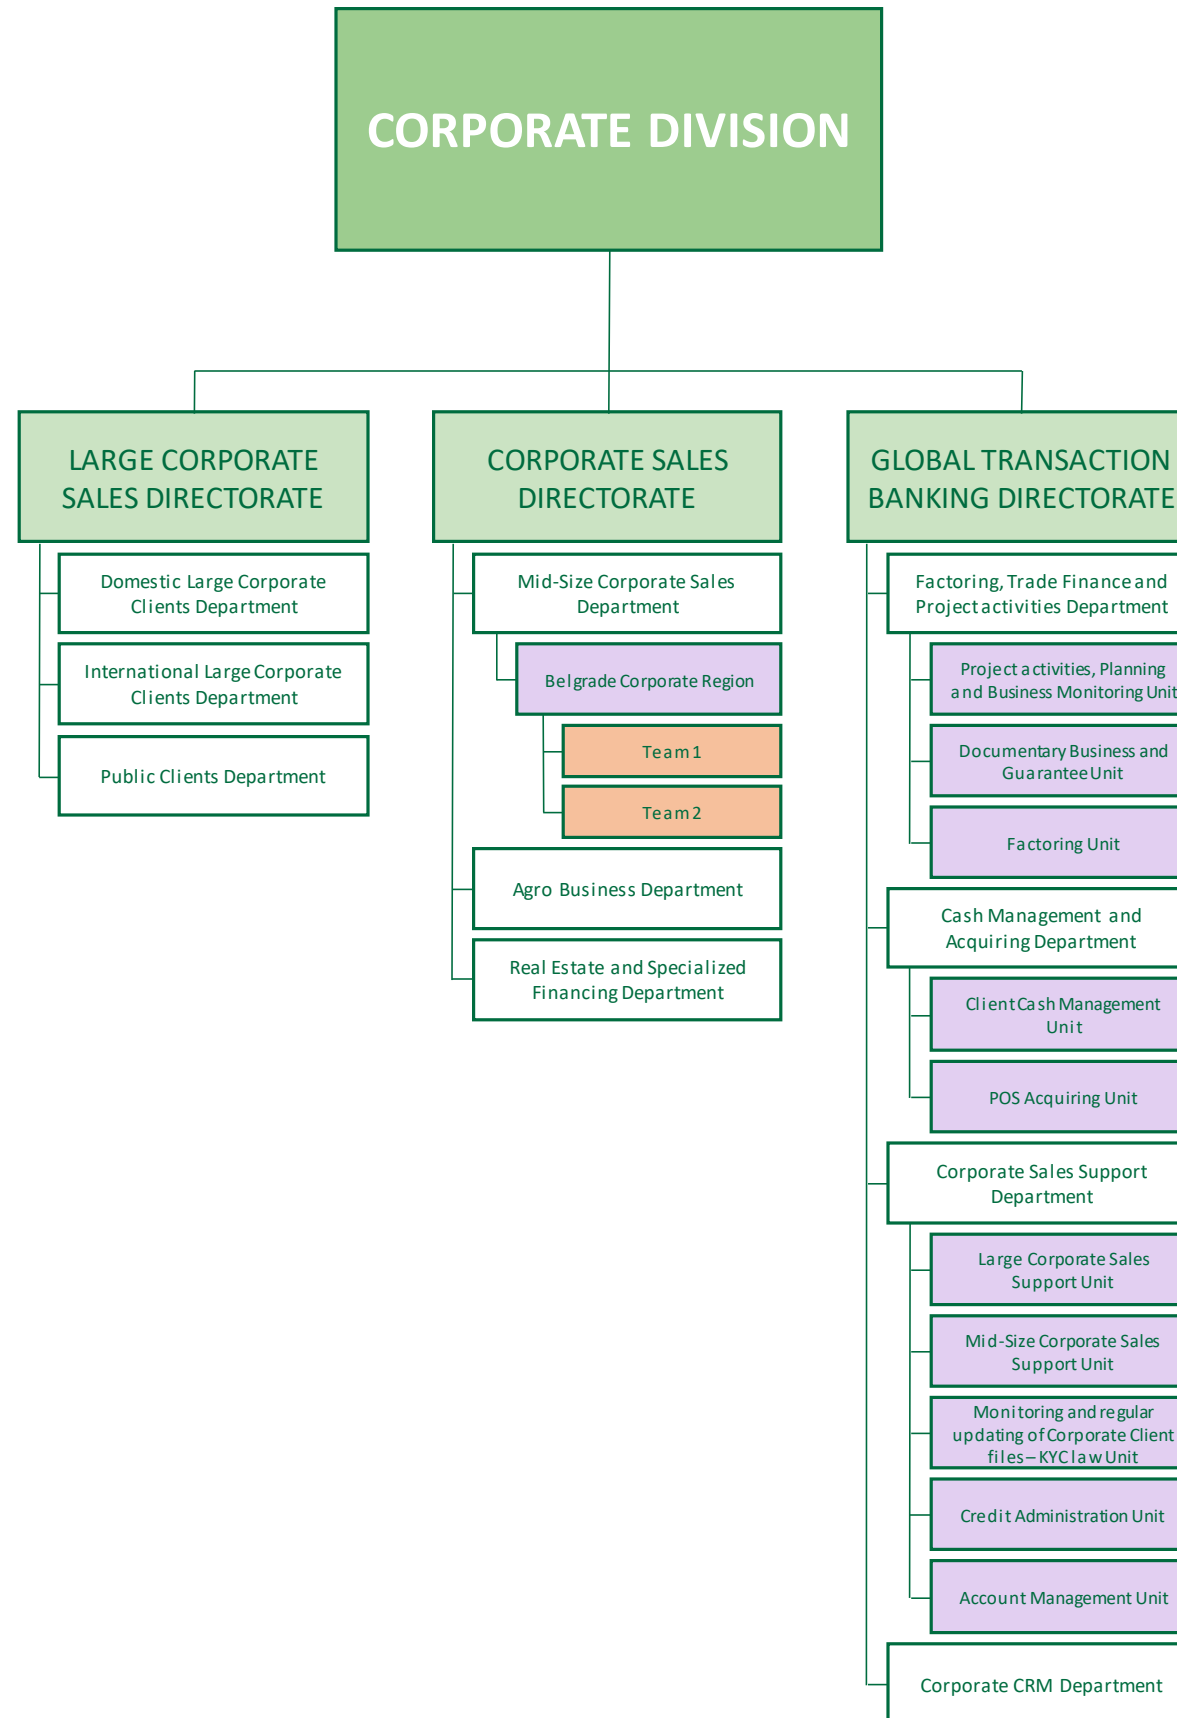 CORPORATE DIVISION
LARGE CORPORATE
SALES DIRECTORATE
Domestic Large Corporate
Clients Department
International Large Corporate
Clients Department
Public Clients Department
CORPORATE SALES
DIRECTORATE
Mid-Size Corporate Sales
Department
Belgrade Corporate Region
Team 1
Team 2
Agro Business Department
Real Estate and Specialized
Financing Department
GLOBAL TRANSACTION
BANKING DIRECTORATE
Factoring, Trade Finance and
Project activities Department
Project activities, Planning
and Business Monitoring Unit
Documentary Business and
Guarantee Unit
Factoring Unit
Cash Management and
Acquiring Department
Client Cash Management
Unit
POS Acquiring Unit
Corporate Sales Support
Department
Large Corporate Sales
Support Unit
Mid-Size Corporate Sales
Support Unit
Monitoring and regular
updating of Corporate Client
files – KYC law Unit
Credit Administration Unit
Account Management Unit
Corporate CRM Department